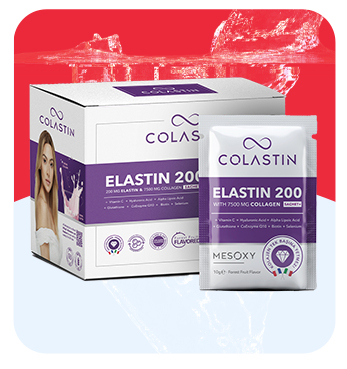 COLASTIN
ELASTIN 200
200 MG ELASTIN & 7500 MG COLLAGEN SACHETS
• Vitamin C • Hyaluronic Acid • Alpha Lipoic Acid
• Glutathione • CoEnzyme Q10 • Biotin • Selenium
FLAVORED
COLASTIN
ELASTIN 200
WITH 7500 MG COLLAGEN SACHETS
• Vitamin C • Hyaluronic Acid • Alpha Lipoic Acid
• Glutathione • CoEnzyme Q10 • Biotin • Selenium
MESOXY
10g • Forest Fruit Flavor